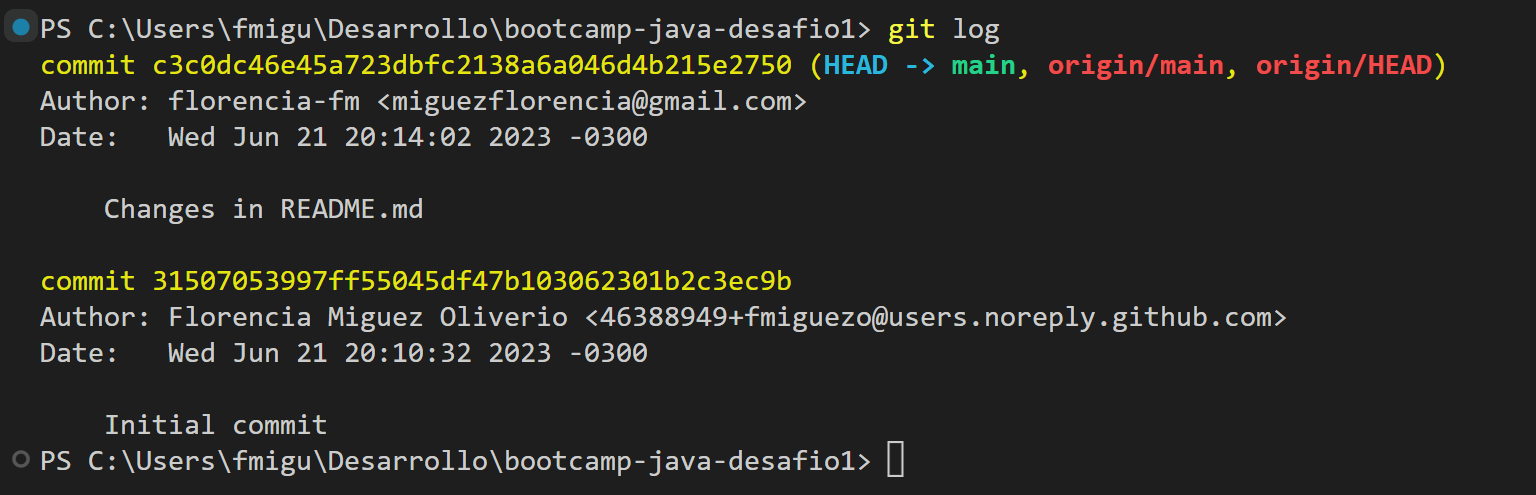 PS C:\Users\fmigu\Desarrollo\bootcamp-java-desafio1> git log
commit c3c0dc46e45a723dbfc2138a6a046d4b215e2750 (HEAD -> main, origin/main, origin/HEAD)
Author: florencia-fm <miguezflorencia@gmail.com>
Date:   Wed Jun 21 20:14:02 2023 -0300
    Changes in README.md
commit 31507053997ff55045df47b103062301b2c3ec9b
Author: Florencia Miguez Oliverio <46388949+fmiguezo@users.noreply.github.com>
Date:   Wed Jun 21 20:10:32 2023 -0300
    Initial commit
PS C:\Users\fmigu\Desarrollo\bootcamp-java-desafio1>